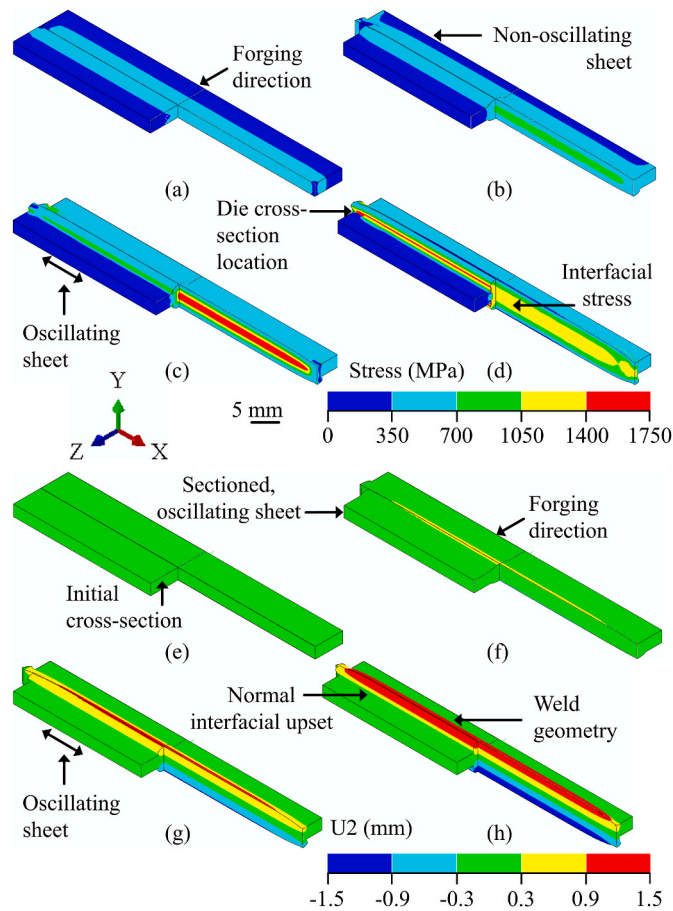 Forging
direction
Non-oscillating
sheet
(a)
(b)
Die cross-
section
location
Interfacial
stress
Oscillating
sheet
(c)
(d)
Stress (MPa)
0 350 700 1050 1400 1750
5 mm
Y
Z X
Sectioned,
oscillating sheet
Forging
direction
Initial
cross-section
(e)
(f)
Normal
interfacial upset
Weld
geometry
Oscillating
sheet
(g)
(h)
U2 (mm)
-1.5 -0.9 -0.3 0.3 0.9 1.5